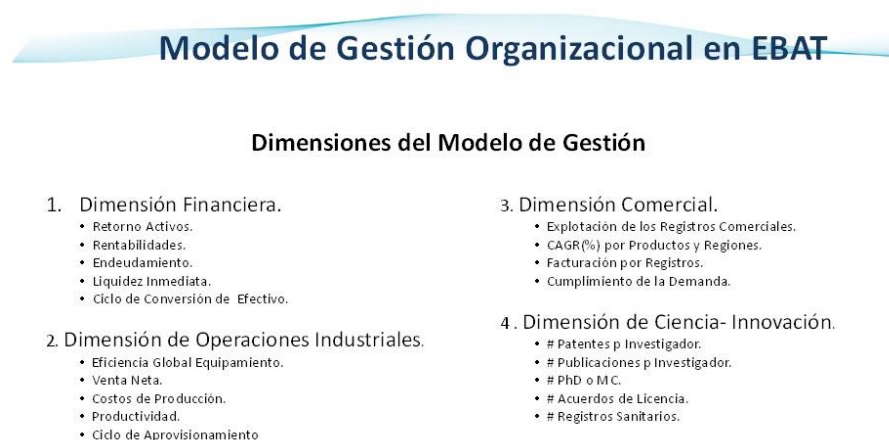 Modelo de Gestión Organizacional en EBAT
Dimensiones del Modelo de Gestión
1. Dimensión Financiera.
• Retorno Activos.
• Rentabilidades.
• Endeudamiento.
• Liquidez Inmediata.
• Ciclo de Conversión de Efectivo.
2. Dimensión de Operaciones Industriales.
• Eficiencia Global Equipamiento.
• Venta Neta.
• Costos de Producción.
• Productividad.
• Ciclo de Aprovisionamiento
3. Dimensión Comercial.
• Explotación de los Registros Comerciales.
• CAGR(%) por Productos y Regiones.
• Facturación por Registros.
• Cumplimiento de la Demanda.
4. Dimensión de Ciencia- Innovación.
• # Patentes p Investigador.
• # Publicaciones p Investigador.
• # PhD o MC.
• # Acuerdos de Licencia.
• # Registros Sanitarios.